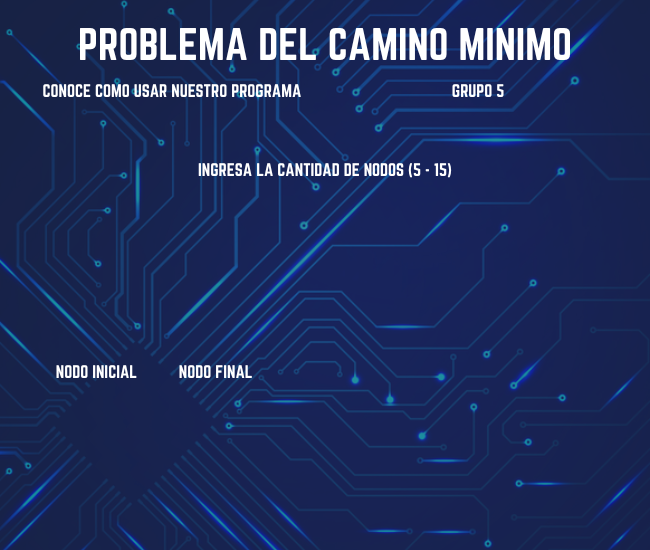 PROBLEMA DEL CAMINO MINIMO
CONOCE COMO USAR NUESTRO PROGRAMA
GRUPO 5
INGRESA LA CANTIDAD DE NODOS (5 - 15)
NODO INICIAL
NODO FINAL